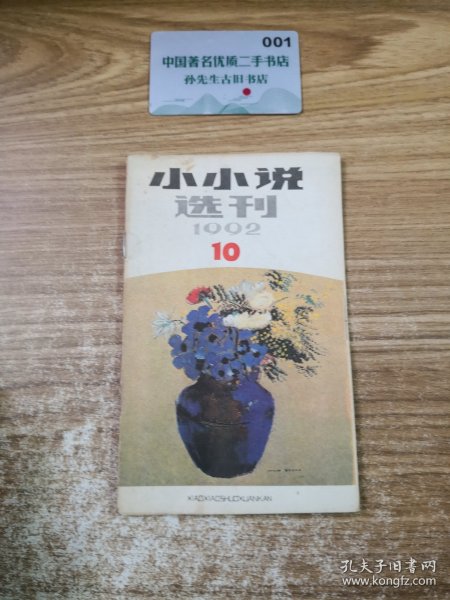 001
中国著名优质二手书店
孙先生古旧书店
小小说
选刊
1992
10
XIAOXIAOSHUOXUANKAN
孔夫子旧书网
www.kongfz.com